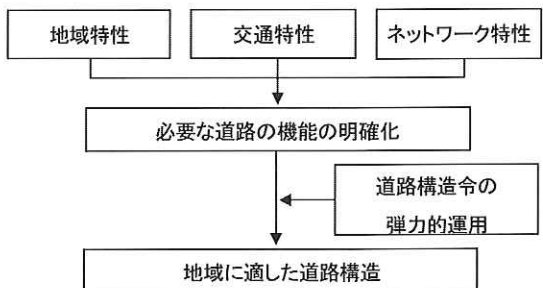 地域特性
交通特性
ネットワーク特性
必要な道路の機能の明確化
道路構造令の
弾力的運用
地域に適した道路構造